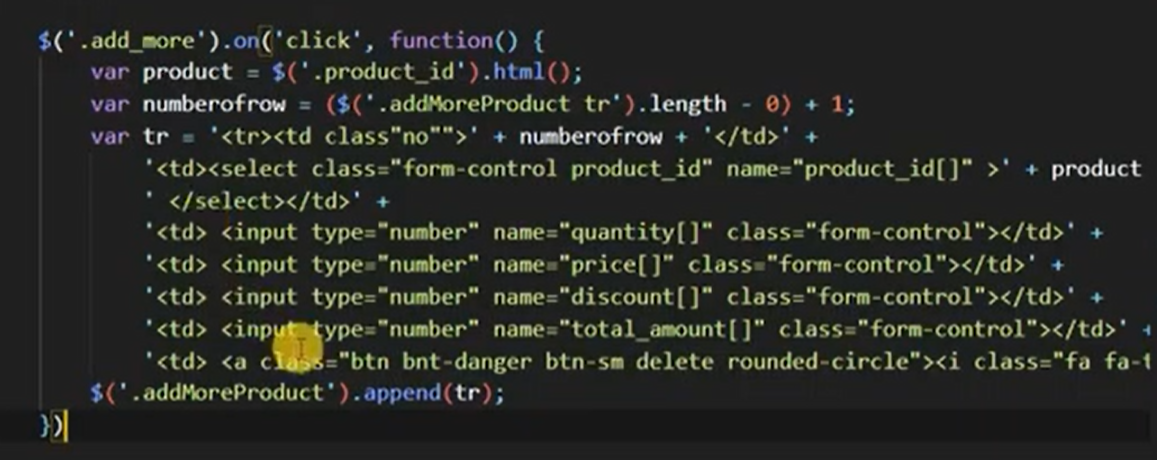 $('.add_more').on('click', function() {
var product = $('.product_id').html();
var numberofrow = ($('.addMoreProduct tr').length - 0) + 1;
var tr = '<tr><td class"no"">' + numberofrow + '</td>' +
'<td><select class="form-control product_id" name="product_id[]" >' + product
' </select></td>' +
'<td> <input type="number" name="quantity[]" class="form-control"></td>' +
'<td> <input type="number" name="price[]" class="form-control"></td>' +
'<td> <input type="number" name="discount[]" class="form-control"></td>' +
'<td> <input type="number" name="total_amount[]" class="form-control"></td>' +
'<td> <a class="btn bnt-danger btn-sm delete rounded-circle"><i class="fa fa-t
$('.addMoreProduct').append(tr);
})